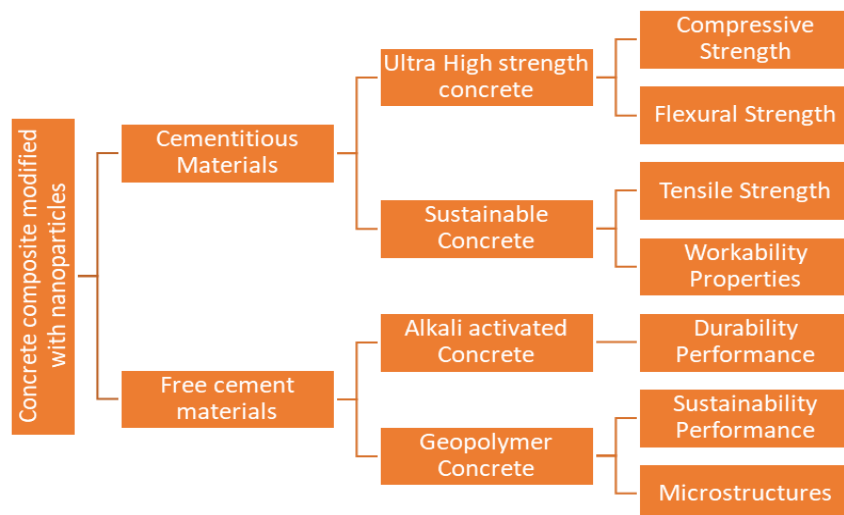 Concrete composite modified
with nanoparticles
Cementitious
Materials
Free cement
materials
Ultra High strength
concrete
Sustainable
Concrete
Alkali activated
Concrete
Geopolymer
Concrete
Compressive
Strength
Flexural Strength
Tensile Strength
Workability
Properties
Durability
Performance
Sustainability
Performance
Microstructures